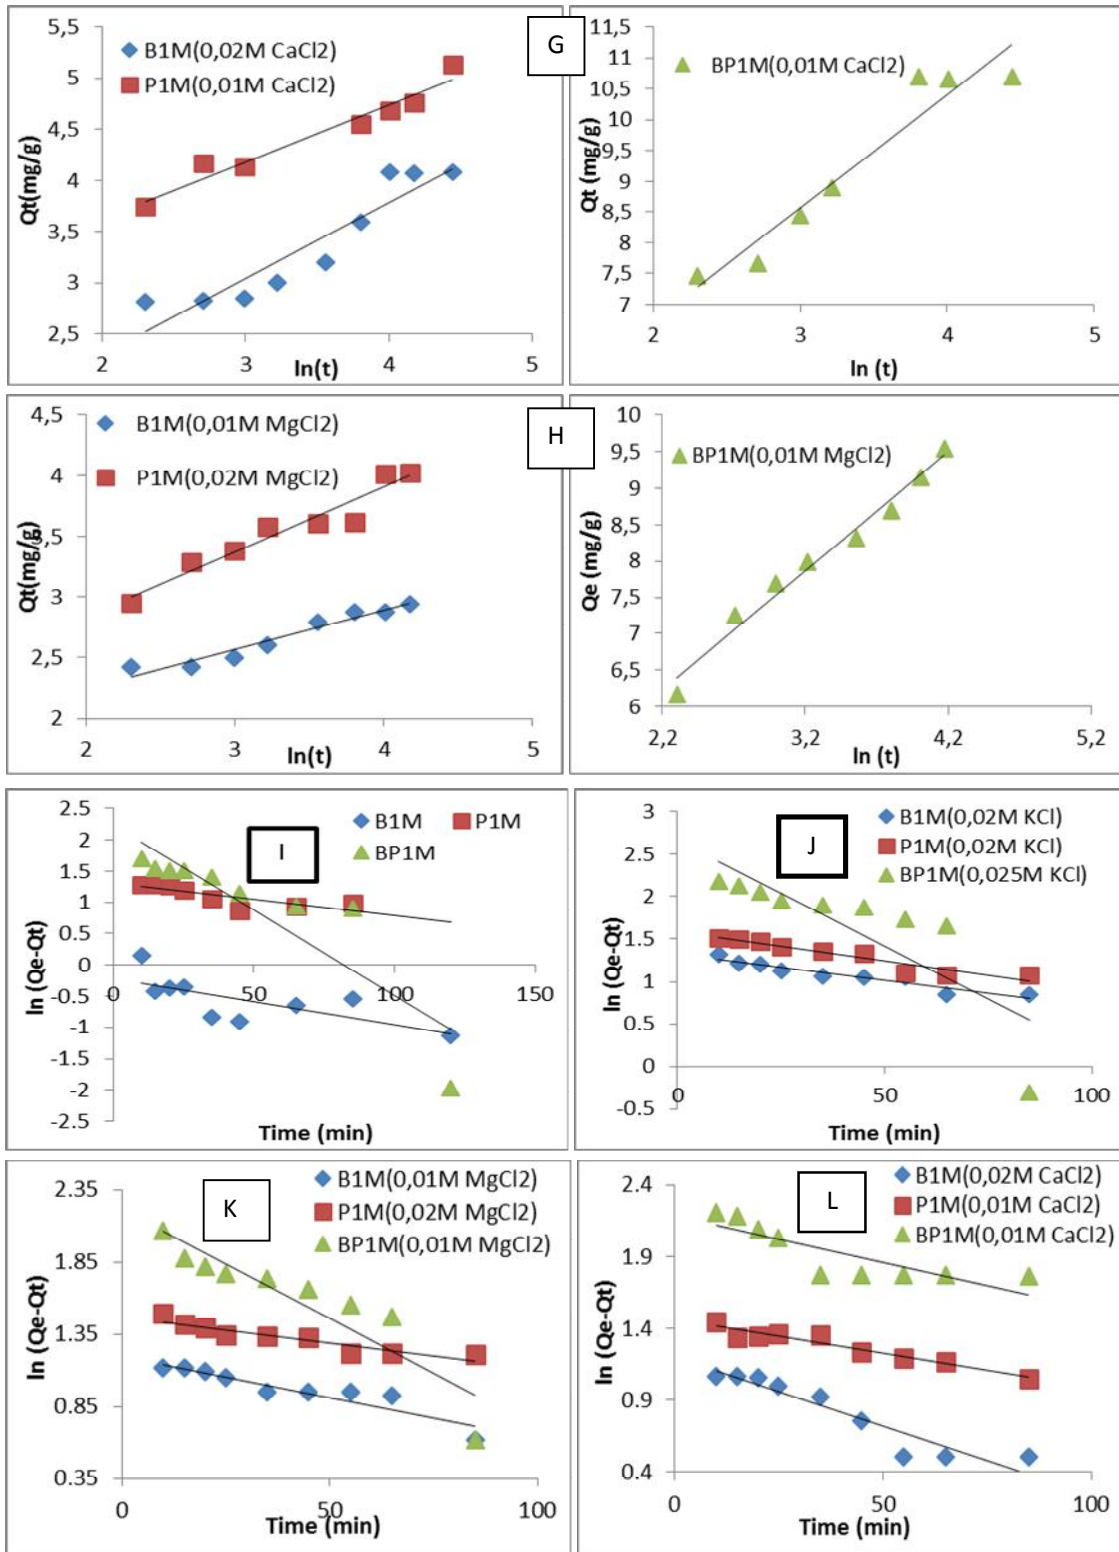 G
5,5
5
4,5
4
3,5
3
2,5
2 3 4 5
Qt(mg/g)
ln(t)
B1M(0,02M CaCl2)
P1M(0,01M CaCl2)
11,5
11
10,5
10
9,5
9
8,5
8
7,5
7
2 3 4 5
Qt (mg/g)
ln (t)
BP1M(0,01M CaCl2)
H
4,5
4
3,5
3
2,5
2
2 3 4 5
Qt(mg/g)
ln(t)
B1M(0,01M MgCl2)
P1M(0,02M MgCl2)
10
9,5
9
8,5
8
7,5
7
6,5
6
2,2 3,2 4,2 5,2
Qe (mg/g)
ln (t)
BP1M(0,01M MgCl2)
I
2.5
2
1.5
1
0.5
0
-0.5
-1
-1.5
-2
-2.5
0 50 100 150
ln (Qe-Qt)
Time (min)
B1M P1M
BP1M
J
3
2.5
2
1.5
1
0.5
0
-0.5
0 50 100
ln (Qe-Qt)
Time (min)
B1M(0,02M KCl)
P1M(0,02M KCl)
BP1M(0,025M KCl)
K
2.35
1.85
1.35
0.85
0.35
0 50 100
ln (Qe-Qt)
Time (min)
B1M(0,01M MgCl2)
P1M(0,02M MgCl2)
BP1M(0,01M MgCl2)
L
2.4
1.9
1.4
0.9
0.4
0 50 100
ln (Qe-Qt)
Time (min)
B1M(0,02M CaCl2)
P1M(0,01M CaCl2)
BP1M(0,01M CaCl2)